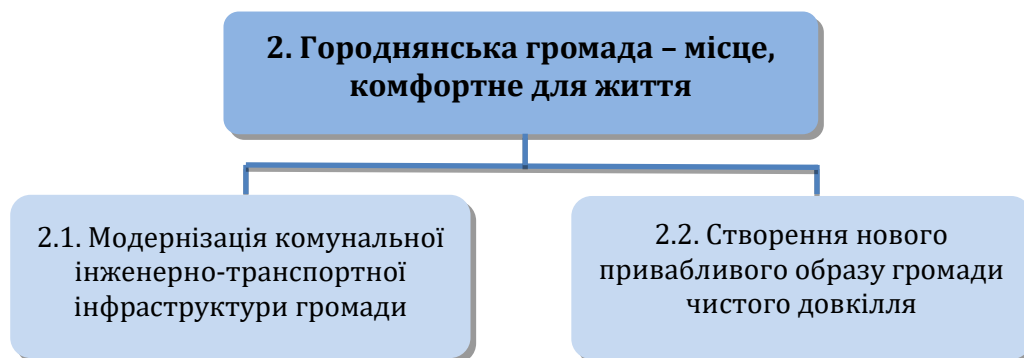 2. Городнянська громада – місце,
комфортне для життя
2.1. Модернізація комунальної
інженерно-транспортної
інфраструктури громади
2.2. Створення нового
привабливого образу громади
чистого довкілля